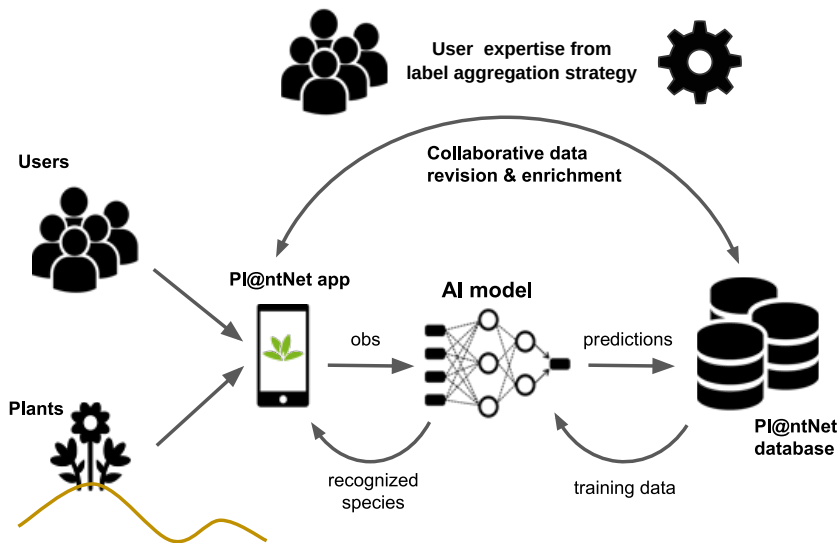 User expertise from
label aggregation strategy
Collaborative data
revision & enrichment
Users
Pl@ntNet app
AI model
obs
predictions
Plants
Pl@ntNet
database
recognized
species
training data